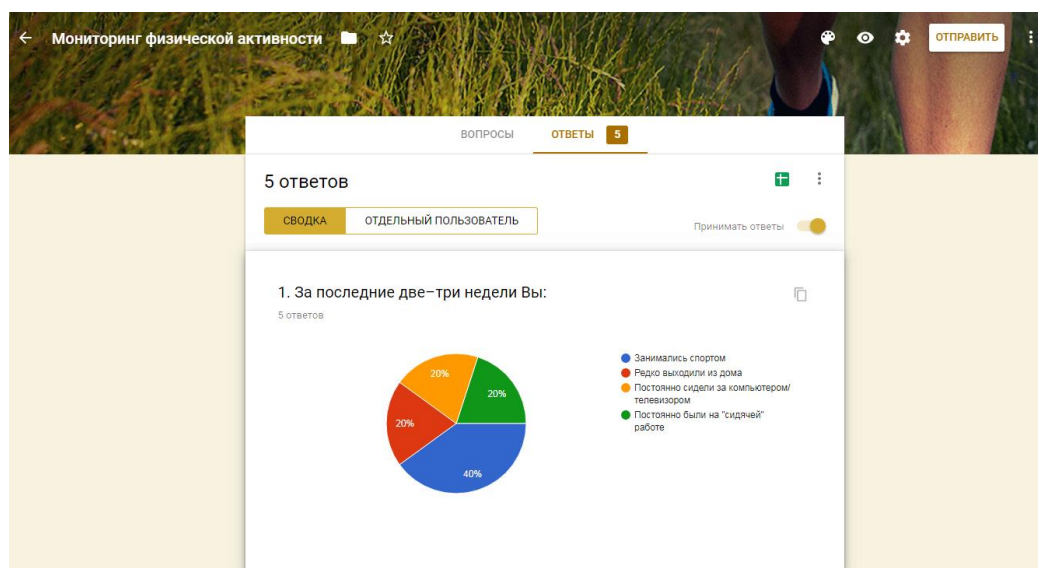 Мониторинг физической активности
ОТПРАВИТЬ
ВОПРОСЫ
ОТВЕТЫ 5
5 ответов
СВОДКА
ОТДЕЛЬНЫЙ ПОЛЬЗОВАТЕЛЬ
Принимать ответы
1. За последние две–три недели Вы:
5 ответов
20%
20%
20%
40%
Занимались спортом
Редко выходили из дома
Постоянно сидели за компьютером/
телевизором
Постоянно были на "сидячей"
работе